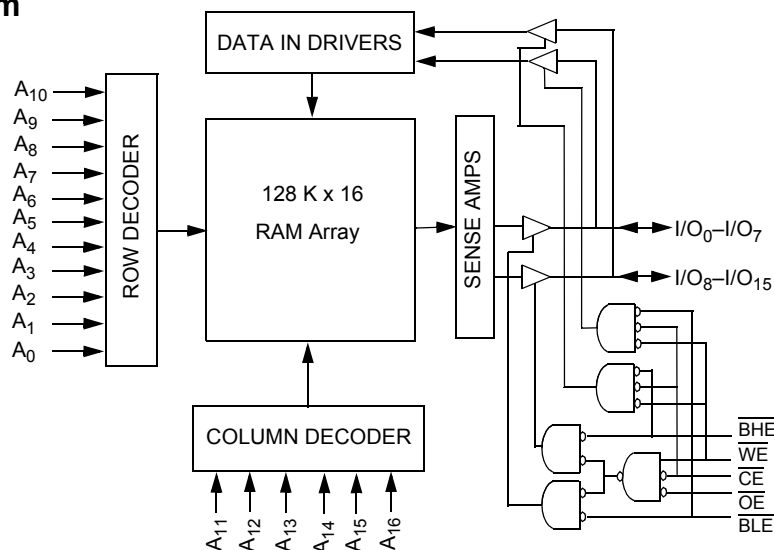 m
DATA IN DRIVERS
A10
A9
A8
A7
A6
A5
A4
A3
A2
A1
A0
ROW DECODER
128 K x 16
RAM Array
SENSE AMPS
I/O0–I/O7
I/O8–I/O15
COLUMN DECODER
A11
A12
A13
A14
A15
A16
BHE
WE
CE
OE
BLE